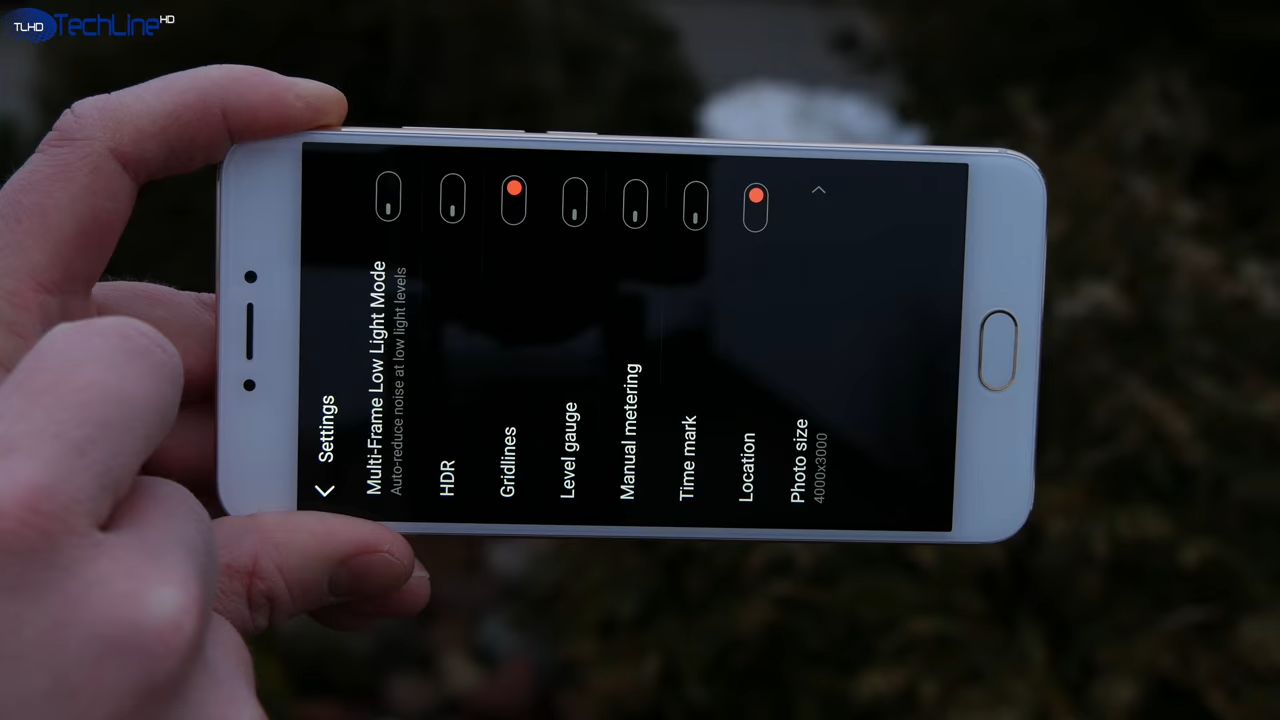 TLHD TechLine HD
Settings
Multi-Frame Low Light Mode
Auto-reduce noise at low light levels
HDR
Gridlines
Level gauge
Manual metering
Time mark
Location
Photo size
4000x3000